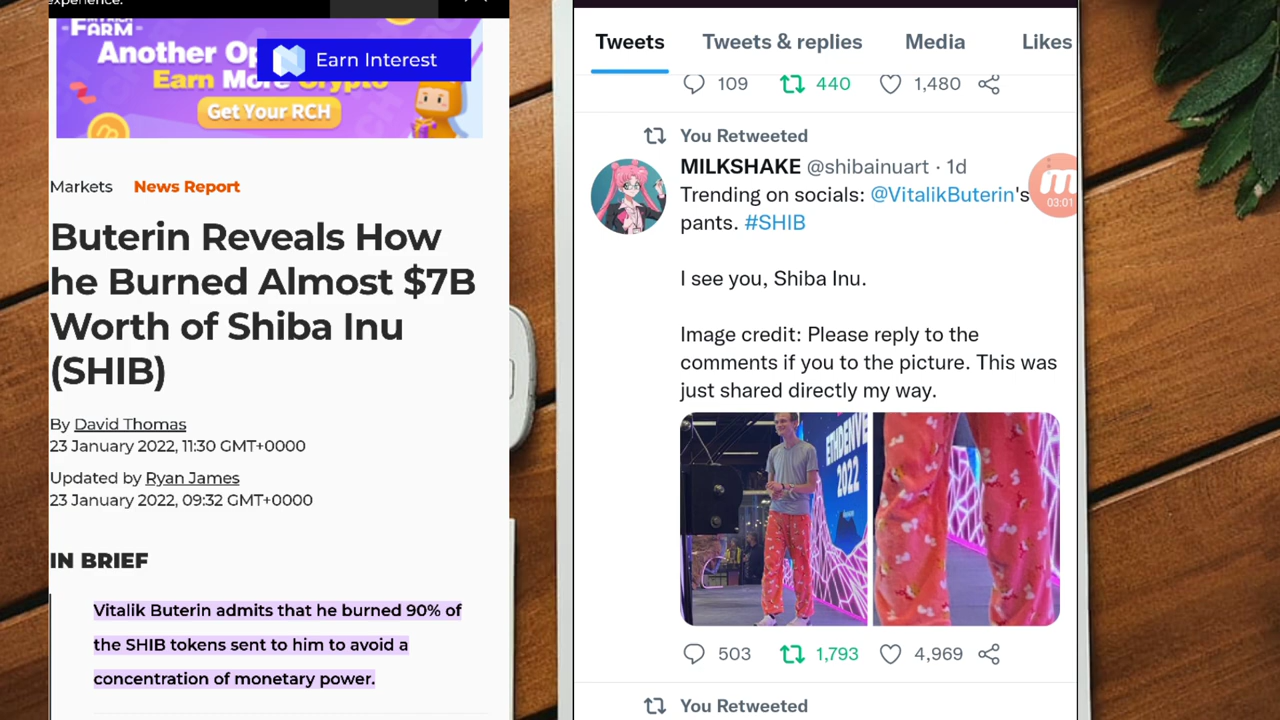 experience.
FARM
Another Op
Earn More Crypto
Get Your RCH
Earn Interest
Markets News Report
Buterin Reveals How
he Burned Almost $7B
Worth of Shiba Inu
(SHIB)
By David Thomas
23 January 2022, 11:30 GMT+0000
Updated by Ryan James
23 January 2022, 09:32 GMT+0000
IN BRIEF
Vitalik Buterin admits that he burned 90% of
the SHIB tokens sent to him to avoid a
concentration of monetary power.
Tweets Tweets & replies Media Likes
109 440 1,480
You Retweeted
MILKSHAKE @shibainuart · 1d
Trending on socials: @VitalikButerin's
pants. #SHIB
I see you, Shiba Inu.
Image credit: Please reply to the
comments if you to the picture. This was
just shared directly my way.
03:01
ETHDENVE
2022
503 1,793 4,969
You Retweeted